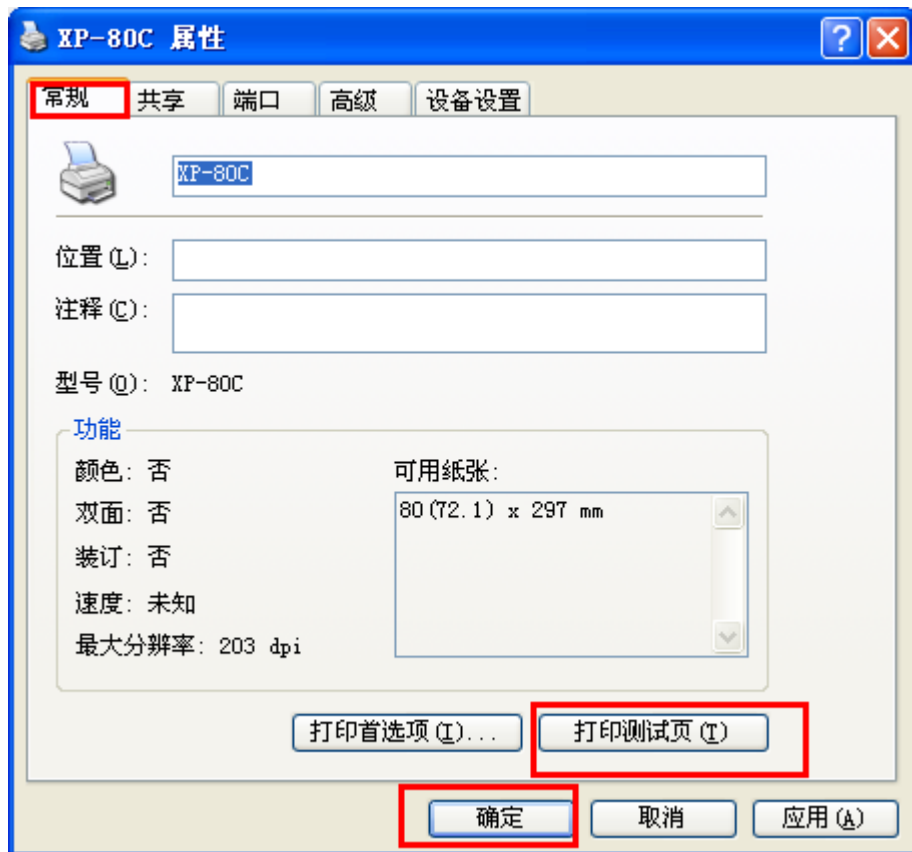 XP-80C 属性
常规 共享 端口 高级 设备设置
XP-80C
位置(L):
注释(C):
型号(O): XP-80C
功能
颜色: 否 可用纸张:
双面: 否 80(72.1) x 297 mm
装订: 否
速度: 未知
最大分辨率: 203 dpi
打印首选项(I)... 打印测试页(T)
确定 取消 应用(A)